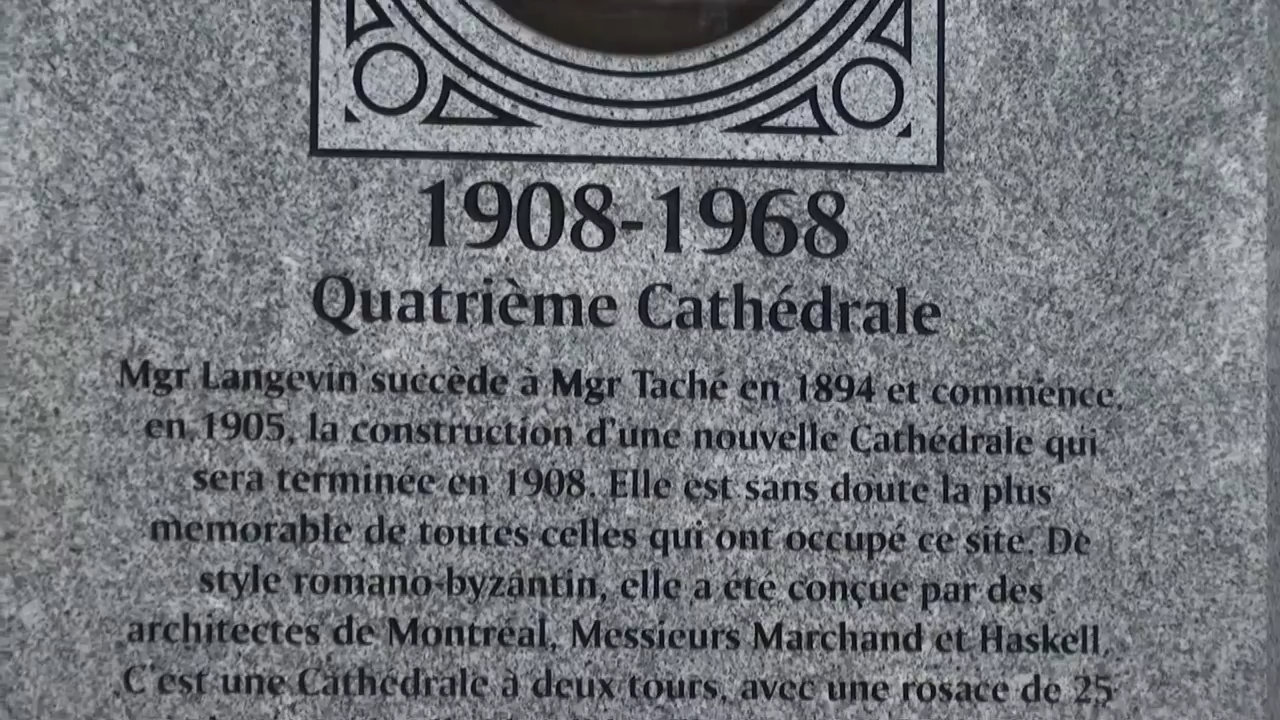 1908-1968
Quatrième Cathédrale
Mgr Langevin succède à Mgr Taché en 1894 et commence,
en 1905, la construction d'une nouvelle Cathédrale qui
sera terminée en 1908. Elle est sans doute la plus
memorable de toutes celles qui ont occupé ce site. De
style romano-byzantin, elle a été conçue par des
architectes de Montréal, Messieurs Marchand et Haskell.
C'est une Cathédrale à deux tours, avec une rosace de 25